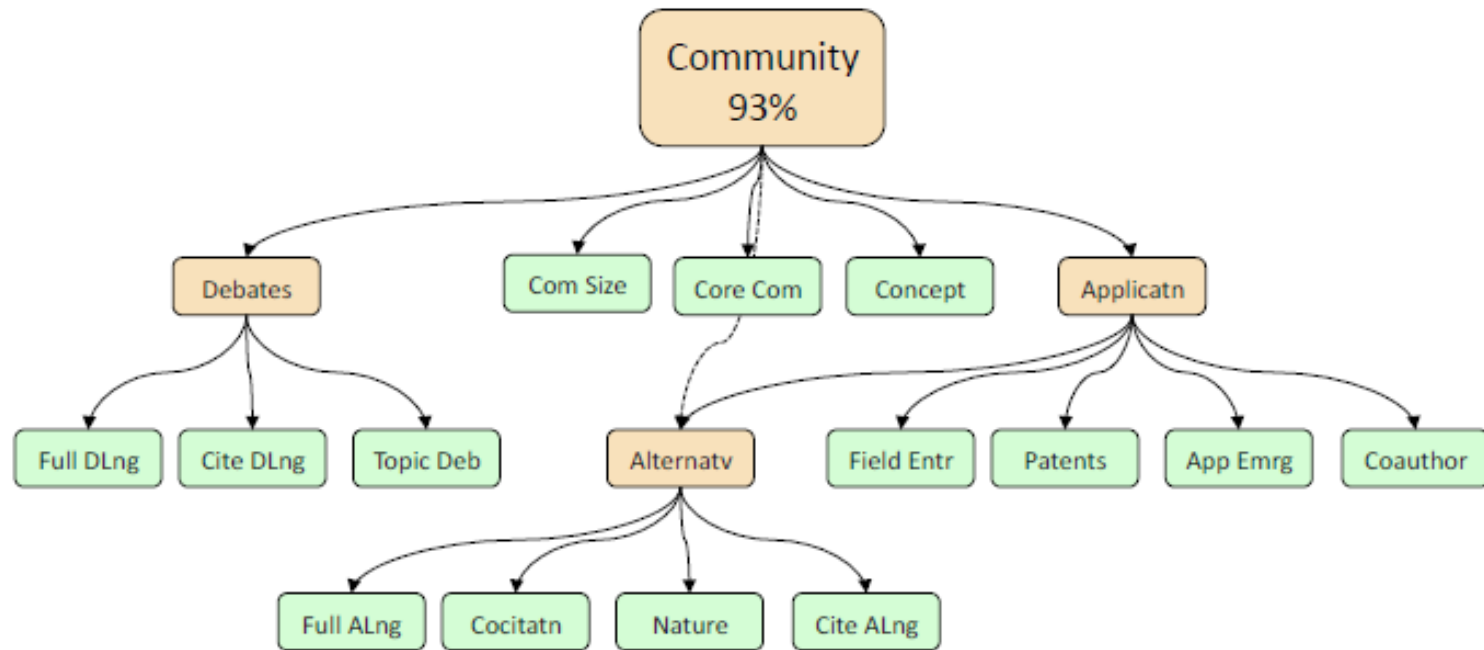 Community
93%
Debates
Com Size
Core Com
Concept
Applicatn
Full DLng
Cite DLng
Topic Deb
Alternatv
Field Entr
Patents
App Emrg
Coauthor
Full ALng
Cocitatn
Nature
Cite ALng